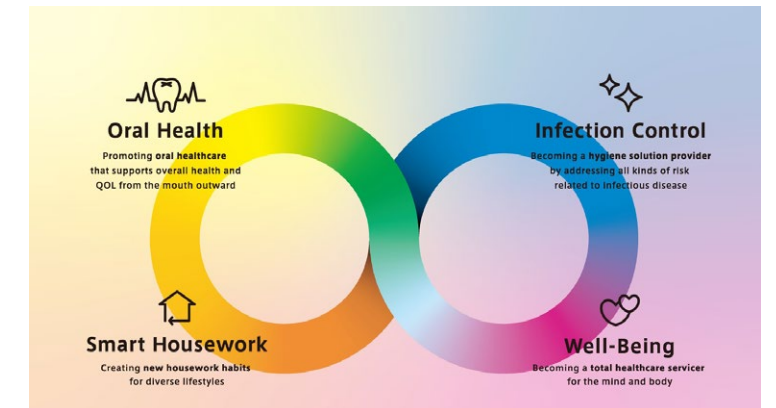 Oral Health
Promoting oral healthcare
that supports overall health and
QOL from the mouth outward
Infection Control
Becoming a hygiene solution provider
by addressing all kinds of risk
related to infectious disease
Smart Housework
Creating new housework habits
for diverse lifestyles
Well-Being
Becoming a total healthcare servicer
for the mind and body